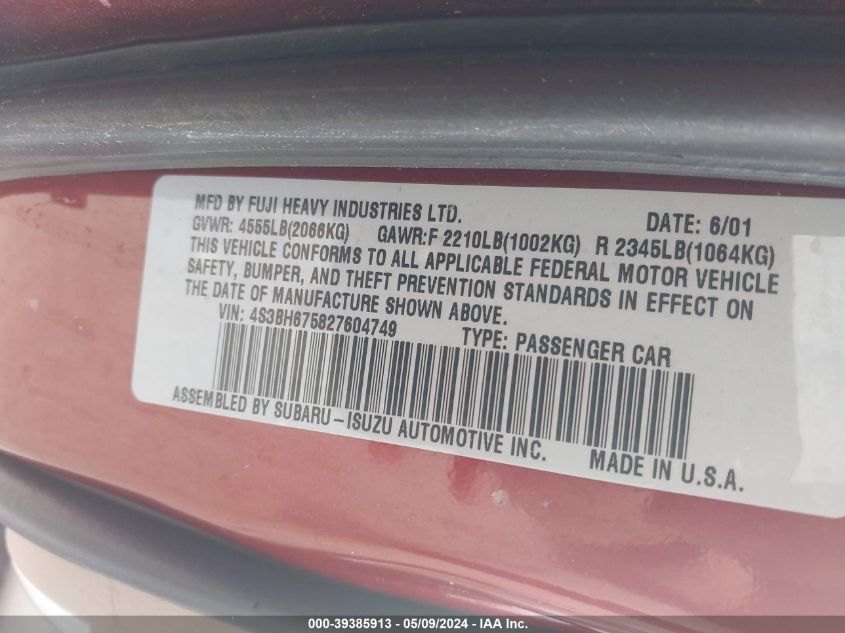 MFD BY FUJI HEAVY INDUSTRIES LTD. DATE: 6/01
GVWR: 4555LB(2066KG) GAWR:F 2210LB(1002KG) R 2345LB(1064KG)
THIS VEHICLE CONFORMS TO ALL APPLICABLE FEDERAL MOTOR VEHICLE
SAFETY, BUMPER, AND THEFT PREVENTION STANDARDS IN EFFECT ON
THE DATE OF MANUFACTURE SHOWN ABOVE.
VIN: 4S3BH675827604749 TYPE: PASSENGER CAR
ASSEMBLED BY SUBARU-ISUZU AUTOMOTIVE INC. MADE IN U.S.A.
000-39385913 - 05/09/2024 - IAA Inc.